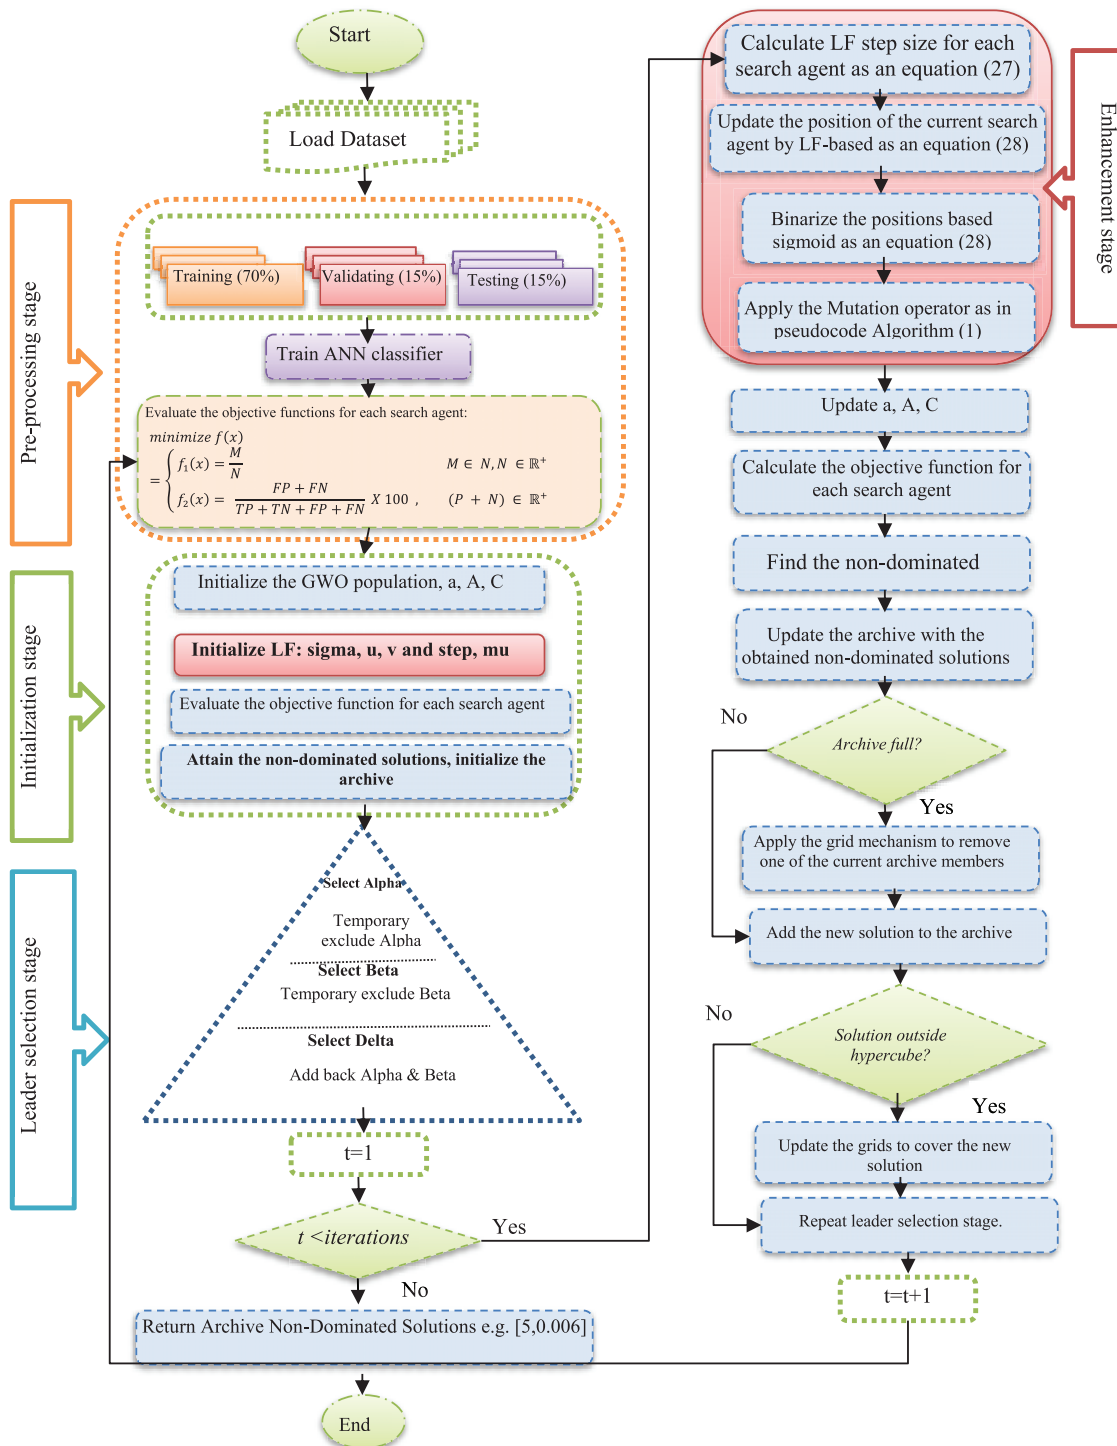 Start
Load Dataset
Pre-processing stage
Training (70%)
Validating (15%)
Testing (15%)
Train ANN classifier
Evaluate the objective functions for each search agent:
minimize f(x)
= { f₁(x) = M/N    M ∈ N, N ∈ ℝ⁺
f₂(x) = (FP + FN)/(TP + TN + FP + FN) X 100 ,    (P + N) ∈ ℝ⁺
Initialization stage
Initialize the GWO population, a, A, C
Initialize LF: sigma, u, v and step, mu
Evaluate the objective function for each search agent
Attain the non-dominated solutions, initialize the
archive
Leader selection stage
Select Alpha
Temporary
exclude Alpha
Select Beta
Temporary exclude Beta
Select Delta
Add back Alpha & Beta
t=1
t <iterations
Yes
No
Return Archive Non-Dominated Solutions e.g. [5,0.006]
End
Enhancement stage
Calculate LF step size for each
search agent as an equation (27)
Update the position of the current search
agent by LF-based as an equation (28)
Binarize the positions based
sigmoid as an equation (28)
Apply the Mutation operator as in
pseudocode Algorithm (1)
Update a, A, C
Calculate the objective function for
each search agent
Find the non-dominated
Update the archive with the
obtained non-dominated solutions
No
Archive full?
Yes
Apply the grid mechanism to remove
one of the current archive members
Add the new solution to the archive
No
Solution outside
hypercube?
Yes
Update the grids to cover the new
solution
Repeat leader selection stage.
t=t+1